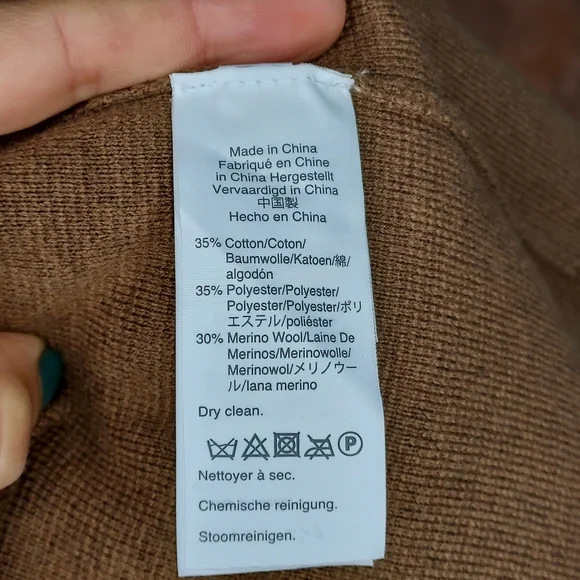 Made in China
Fabriqué en Chine
in China Hergestellt
Vervaardigd in China
中国製
Hecho en China
35% Cotton/Coton/
Baumwolle/Katoen/綿/
algodón
35% Polyester/Polyester/
Polyester/Polyester/ポリ
エステル/poliéster
30% Merino Wool/Laine De
Merinos/Merinowolle/
Merinowol/メリノウー
ル/lana merino
Dry clean.
P
Nettoyer à sec.
Chemische reinigung.
Stoomreinigen.